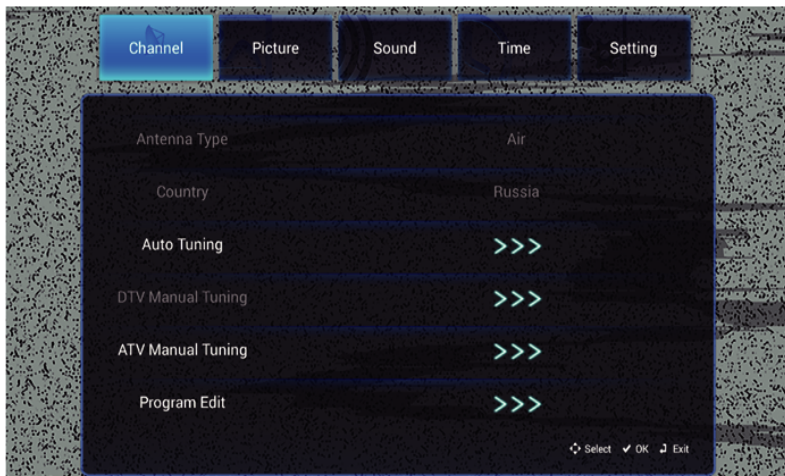 Channel Picture Sound Time Setting
Antenna Type Air
Country Russia
Auto Tuning >>>
DTV Manual Tuning >>>
ATV Manual Tuning >>>
Program Edit >>>
Select OK Exit